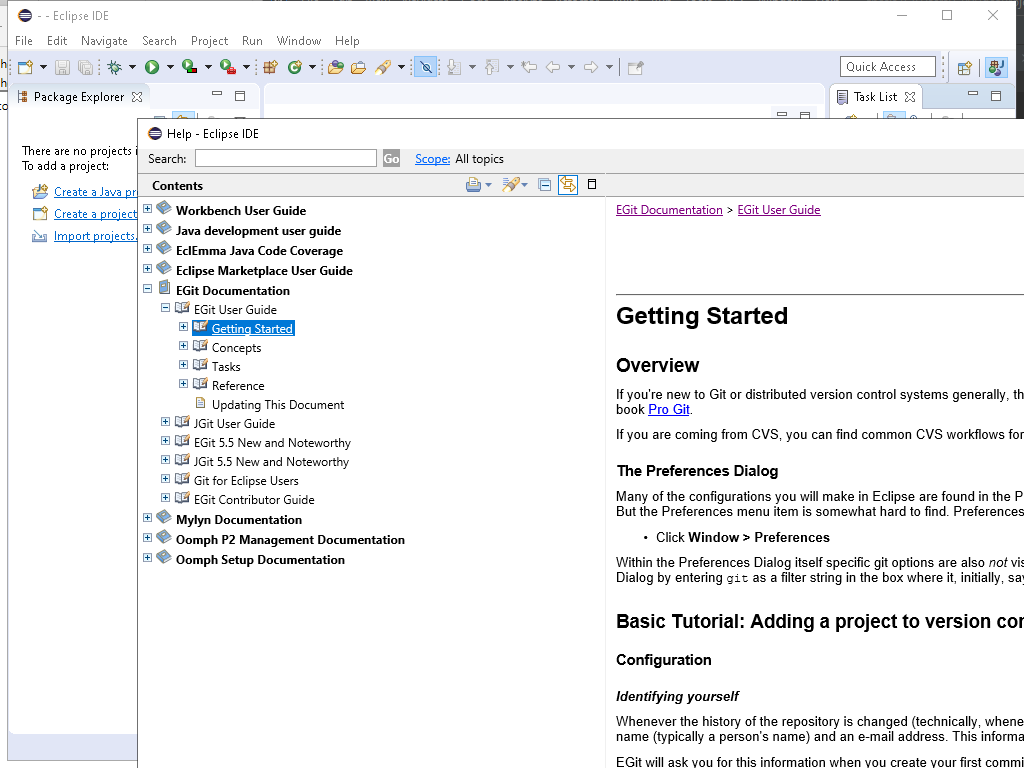 - - Eclipse IDE
File Edit Navigate Search Project Run Window Help
Quick Access
Package Explorer
Task List
There are no projects
To add a project:
Create a Java
Create a project
Import projects
Help - Eclipse IDE
Search: Go Scope: All topics
Contents
Workbench User Guide
Java development user guide
EclEmma Java Code Coverage
Eclipse Marketplace User Guide
EGit Documentation
EGit User Guide
Getting Started
Concepts
Tasks
Reference
Updating This Document
JGit User Guide
EGit 5.5 New and Noteworthy
JGit 5.5 New and Noteworthy
Git for Eclipse Users
EGit Contributor Guide
Mylyn Documentation
Oomph P2 Management Documentation
Oomph Setup Documentation
EGit Documentation > EGit User Guide
Getting Started
Overview
If you're new to Git or distributed version control systems generally,
book Pro Git.
If you are coming from CVS, you can find common CVS workflows for
The Preferences Dialog
Many of the configurations you will make in Eclipse are found in the
But the Preferences menu item is somewhat hard to find. Preferences
• Click Window > Preferences
Within the Preferences Dialog itself specific git options are also not
Dialog by entering git as a filter string in the box where it, initially,
Basic Tutorial: Adding a project to version
Configuration
Identifying yourself
Whenever the history of the repository is changed (technically,
name (typically a person's name) and an e-mail address. This
EGit will ask you for this information when you create your first